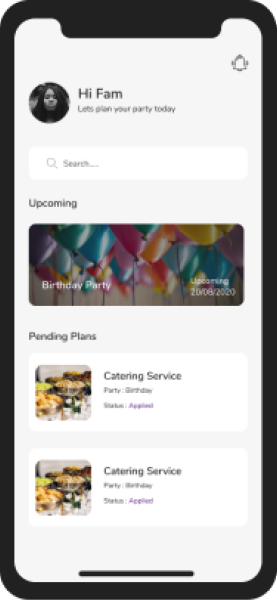 Hi Fam
Lets plan your party today
Search.....
Upcoming
Birthday Party
Upcoming
20/08/2020
Pending Plans
Catering Service
Party : Birthday
Status : Applied
Catering Service
Party : Birthday
Status : Applied